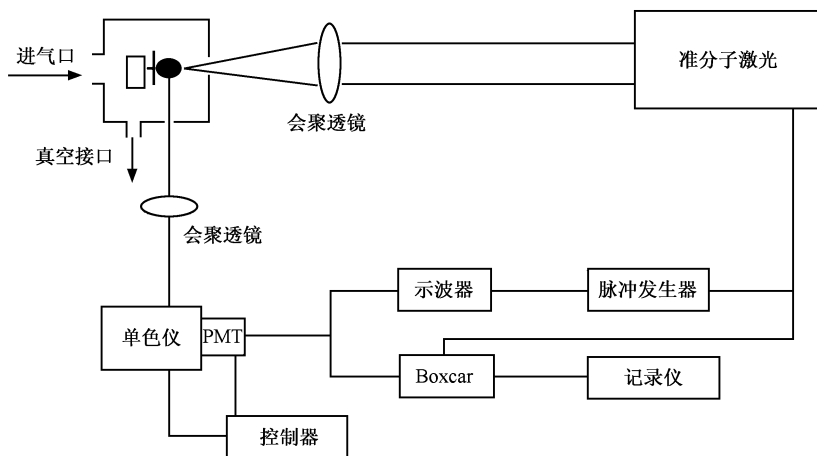 进气口
准分子激光
会聚透镜
真空接口
会聚透镜
示波器
脉冲发生器
单色仪
PMT
Boxcar
记录仪
控制器